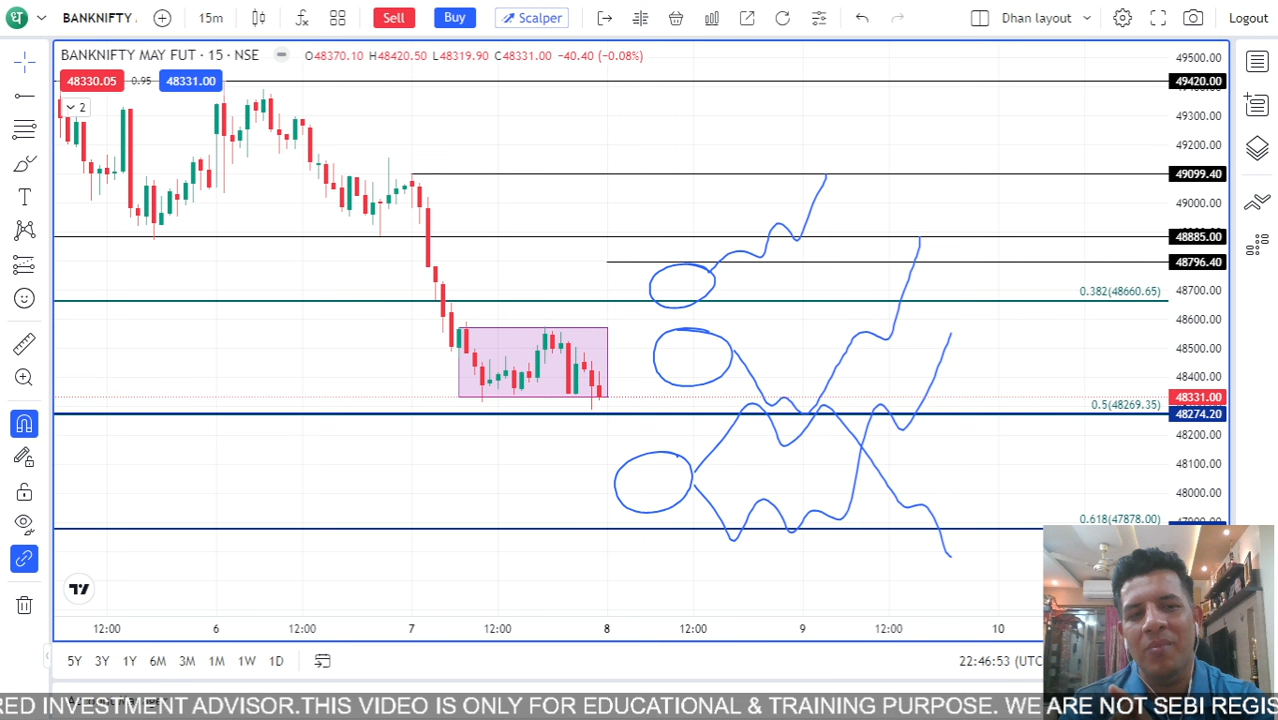 BANKNIFTY
15m
Sell
Buy
Scalper
Dhan layout
Logout
BANKNIFTY MAY FUT · 15 · NSE
O48370.10 H48420.50 L48319.90 C48331.00 −40.40 (−0.08%)
48330.05 0.95 48331.00
2
49500.00
49420.00
49300.00
49200.00
49099.40
49000.00
48885.00
48796.40
0.382(48660.65)
48700.00
48600.00
48500.00
48400.00
48331.00
0.5(48269.35)
48274.20
48200.00
48100.00
48000.00
0.618(47878.00)
12:00 6 12:00 7 12:00 8 12:00 9 12:00 10
5Y 3Y 1Y 6M 3M 1M 1W 1D
22:46:53 (UTC
RED INVESTMENT ADVISOR.THIS VIDEO IS ONLY FOR EDUCATIONAL & TRAINING PURPOSE. WE ARE NOT SEBI REGIS